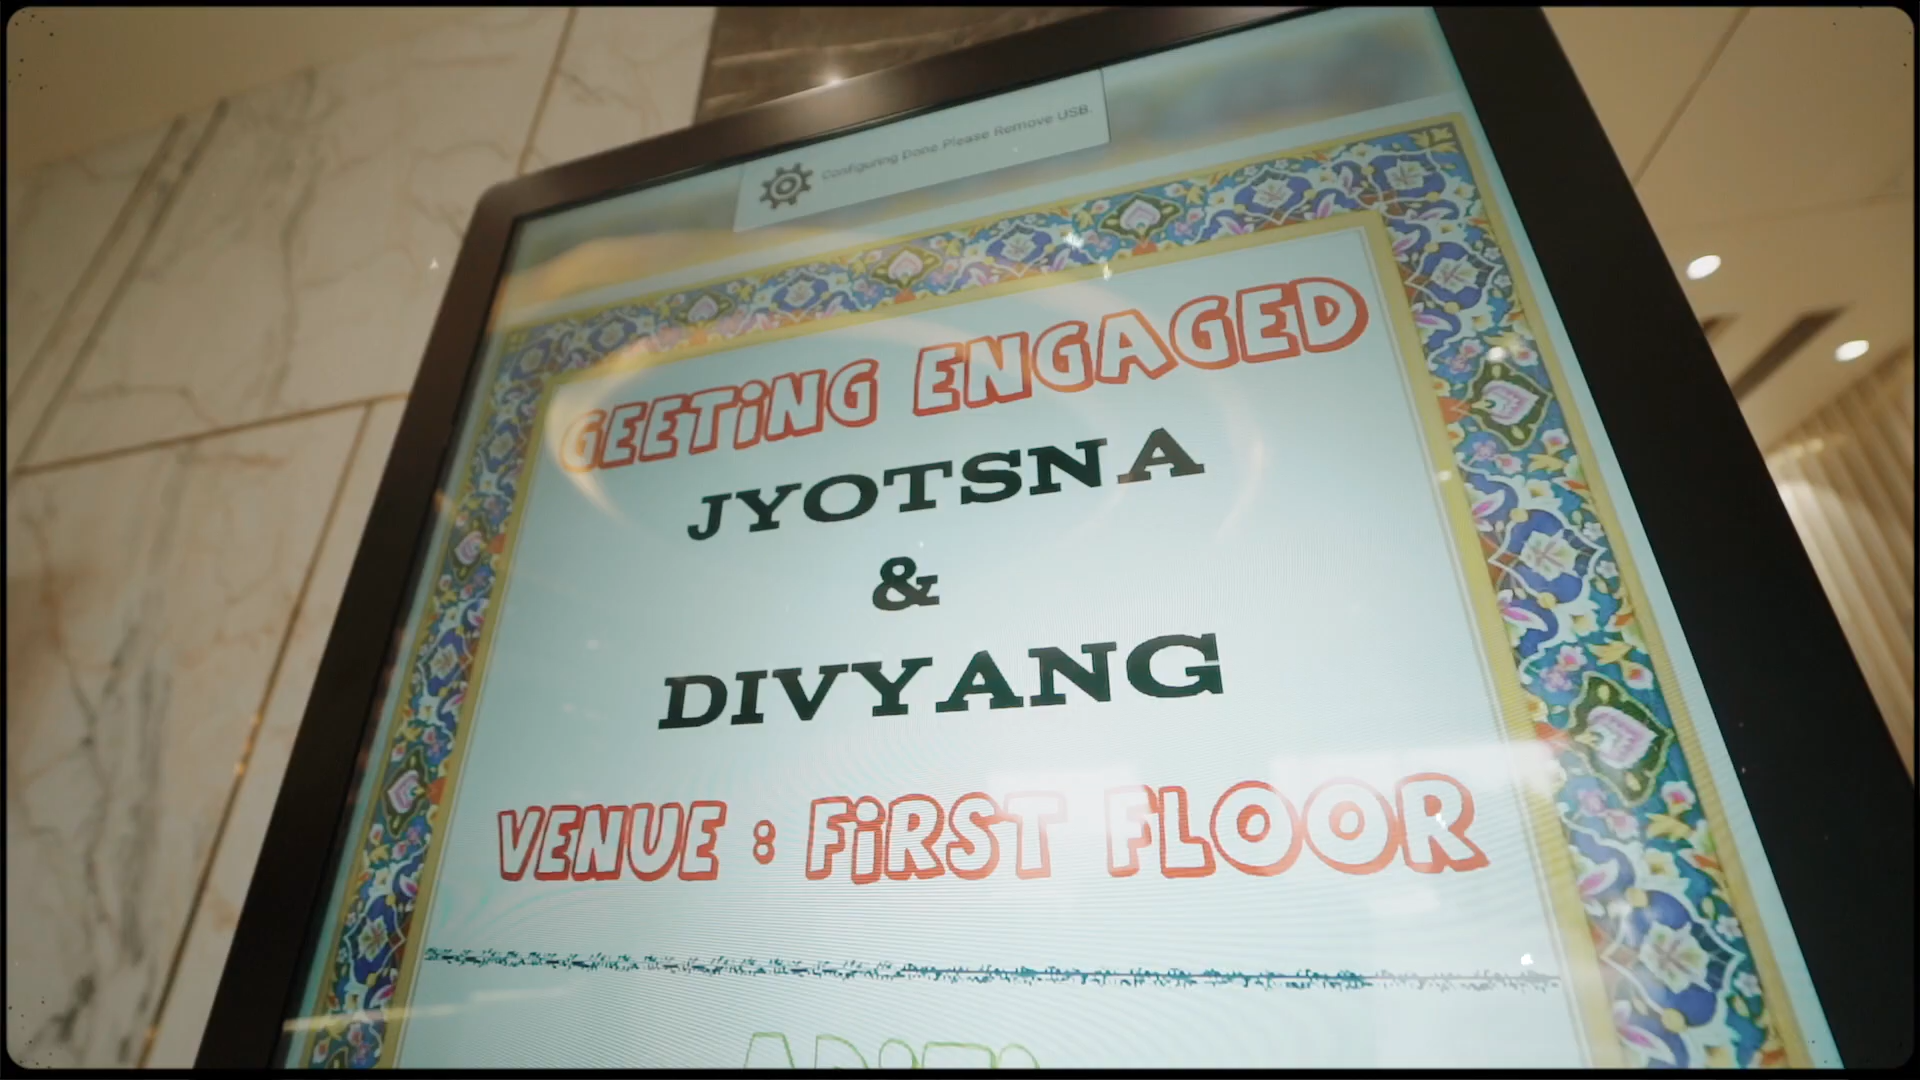 Configuring Done.Please Remove USB.
GEETiNG ENGAGED
JYOTSNA
&
DIVYANG
VENUE : FiRST FLOOR